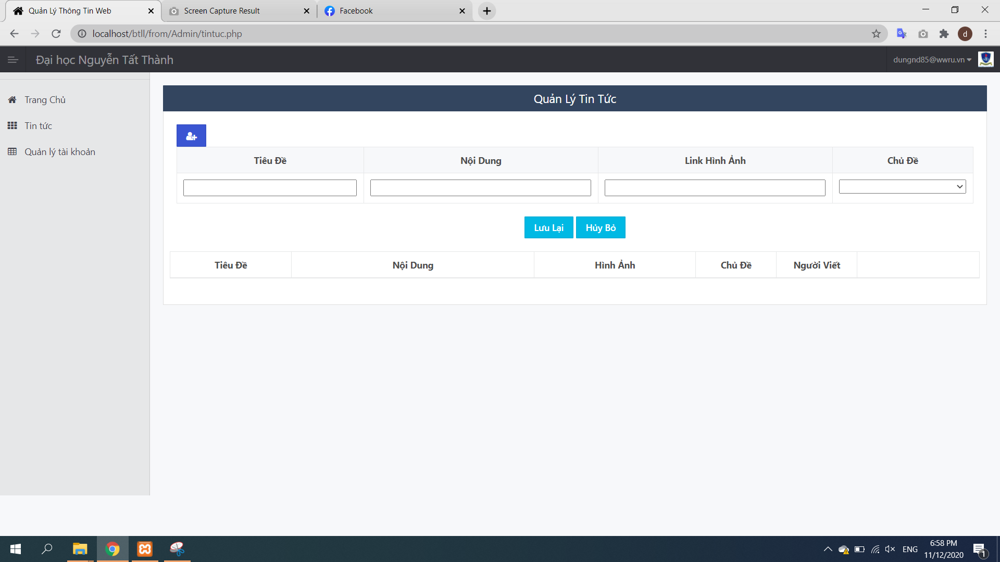 Quản Lý Thông Tin Web
Screen Capture Result
Facebook
localhost/btll/from/Admin/tintuc.php
d
Đại học Nguyễn Tất Thành
dungnd85@wwru.vn
Trang Chủ
Tin tức
Quản lý tài khoản
Quản Lý Tin Tức
Tiêu Đề Nội Dung Link Hình Ảnh Chủ Đề
Lưu Lại Hủy Bỏ
Tiêu Đề Nội Dung Hình Ảnh Chủ Đề Người Viết
ENG
6:58 PM
11/12/2020
1